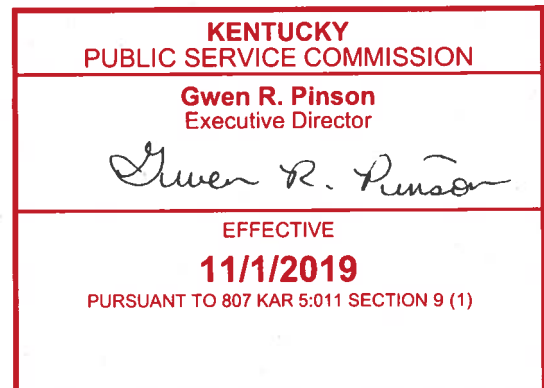 KENTUCKY
PUBLIC SERVICE COMMISSION
Gwen R. Pinson
Executive Director
Gwen R. Pinson
EFFECTIVE
11/1/2019
PURSUANT TO 807 KAR 5:011 SECTION 9 (1)